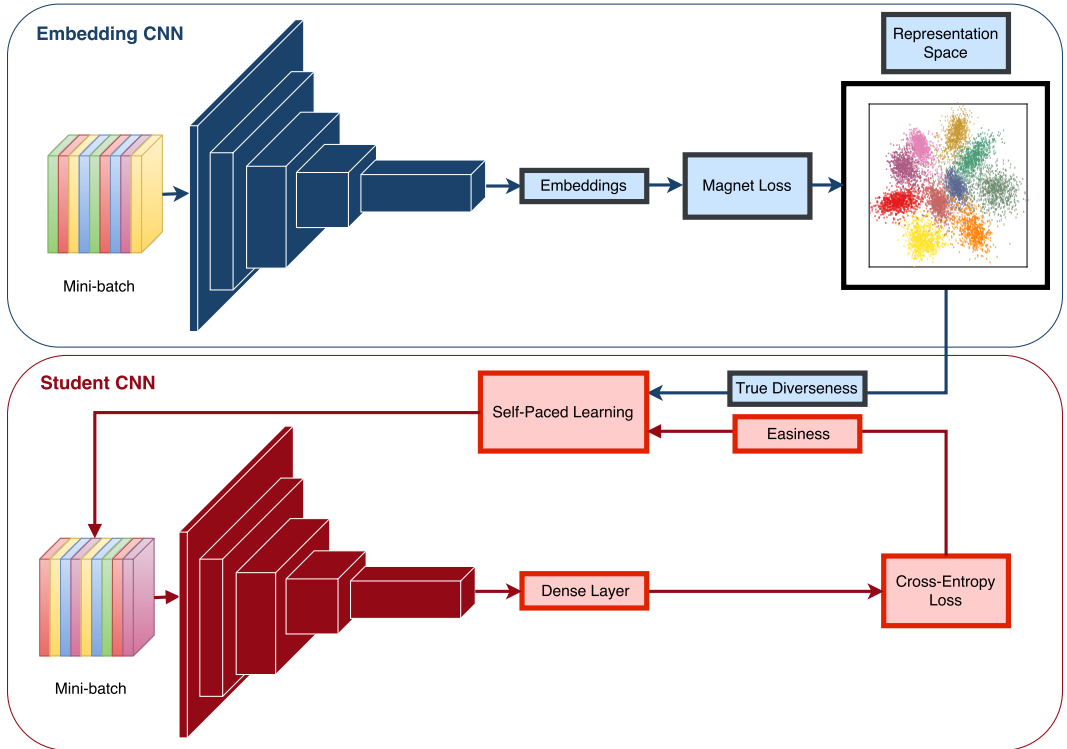 Embedding CNN
Representation
Space
Mini-batch
Embeddings
Magnet Loss
Student CNN
True Diverseness
Self-Paced Learning
Easiness
Mini-batch
Dense Layer
Cross-Entropy
Loss